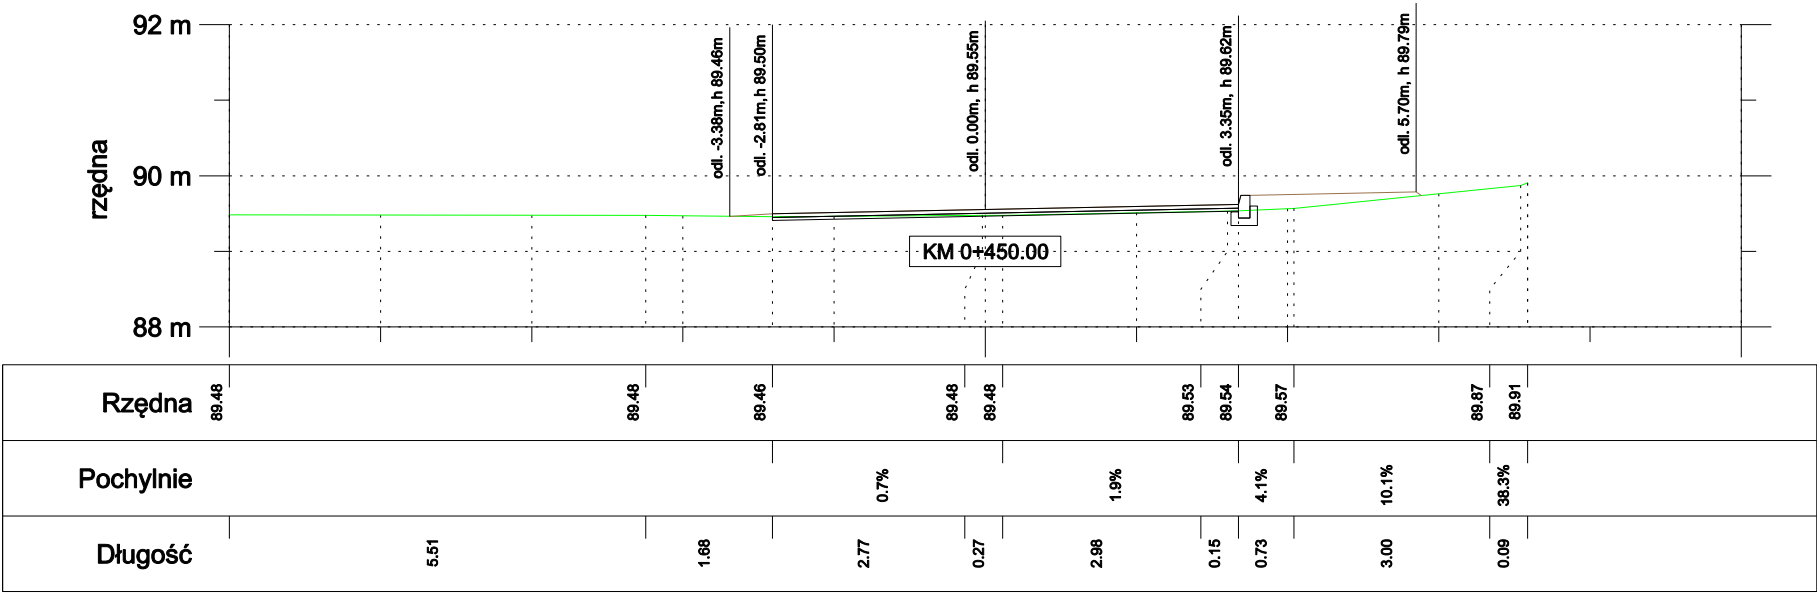 92 m
90 m
88 m
rzędna
odl. -3.38m,h 89.46m
odl. -2.81m,h 89.50m
odl. 0.00m, h 89.55m
odl. 3.35m, h 89.62m
odl. 5.70m, h 89.79m
KM 0+450.00
Rzędna 89.48 89.48 89.46 89.48 89.48 89.53 89.54 89.57 89.87 89.91
Pochylnie 0.7% 1.9% 4.1% 10.1% 38.3%
Długość 5.51 1.68 2.77 0.27 2.98 0.15 0.73 3.00 0.09